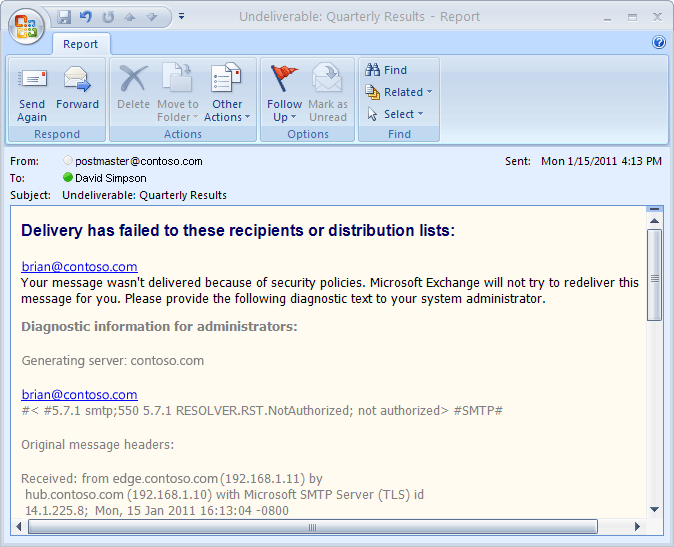 Undeliverable: Quarterly Results - Report
Report
Send Again
Forward
Respond
Delete
Move to Folder
Other Actions
Actions
Follow Up
Mark as Unread
Options
Find
Related
Select
Find
From: postmaster@contoso.com Sent: Mon 1/15/2011 4:13 PM
To: David Simpson
Subject: Undeliverable: Quarterly Results
Delivery has failed to these recipients or distribution lists:
brian@contoso.com
Your message wasn't delivered because of security policies. Microsoft Exchange will not try to redeliver this
message for you. Please provide the following diagnostic text to your system administrator.
Diagnostic information for administrators:
Generating server: contoso.com
brian@contoso.com
#< #5.7.1 smtp;550 5.7.1 RESOLVER.RST.NotAuthorized; not authorized> #SMTP#
Original message headers:
Received: from edge.contoso.com (192.168.1.11) by
hub.contoso.com (192.168.1.10) with Microsoft SMTP Server (TLS) id
14.1.225.8; Mon, 15 Jan 2011 16:13:04 -0800